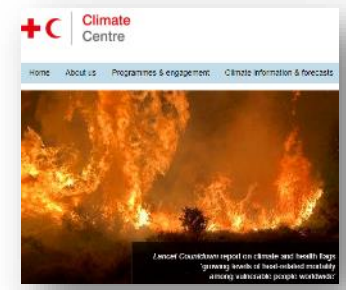 Climate
Centre
Home About us Programmes & engagement Climate information & forecasts
Lancet Countdown report on climate and health flags
'growing levels of heat-related morbidity
among vulnerable people worldwide'